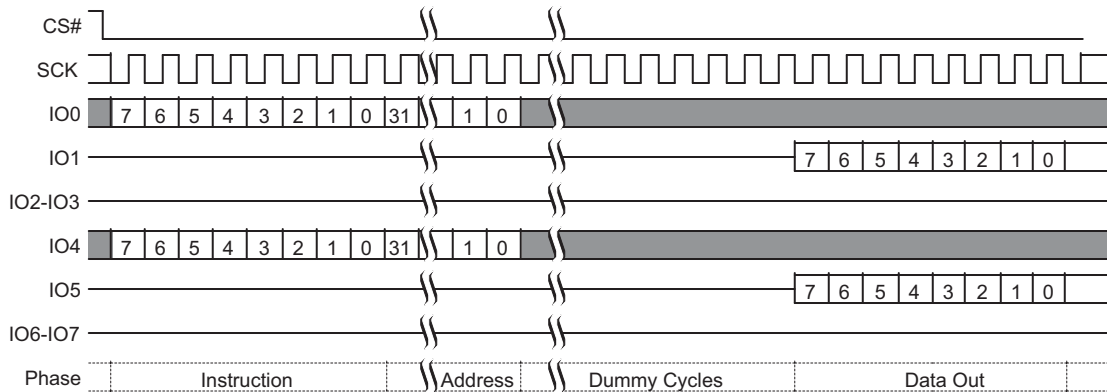 CS#
SCK
IO0 7 6 5 4 3 2 1 0 31 1 0
IO1 7 6 5 4 3 2 1 0
IO2-IO3
IO4 7 6 5 4 3 2 1 0 31 1 0
IO5 7 6 5 4 3 2 1 0
IO6-IO7
Phase Instruction Address Dummy Cycles Data Out